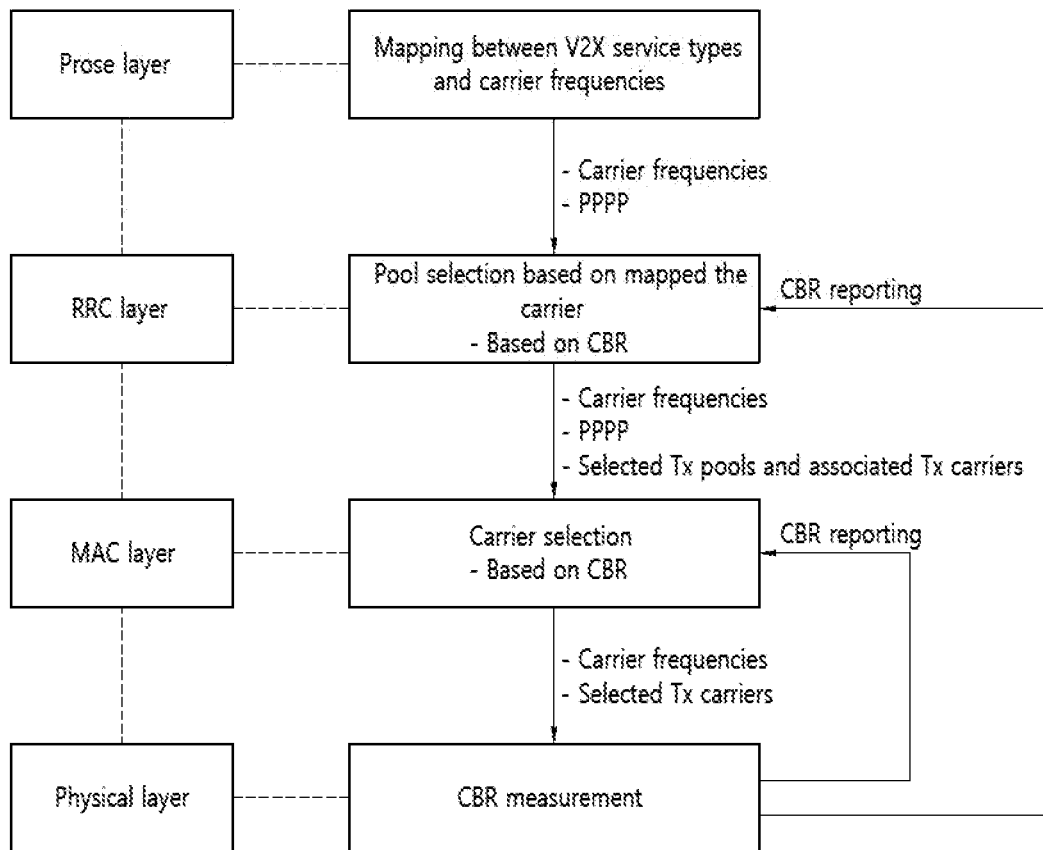 Prose layer
Mapping between V2X service types
and carrier frequencies
- Carrier frequencies
- PPPP
RRC layer
Pool selection based on mapped the
carrier
- Based on CBR
CBR reporting
- Carrier frequencies
- PPPP
- Selected Tx pools and associated Tx carriers
MAC layer
Carrier selection
- Based on CBR
CBR reporting
- Carrier frequencies
- Selected Tx carriers
Physical layer
CBR measurement